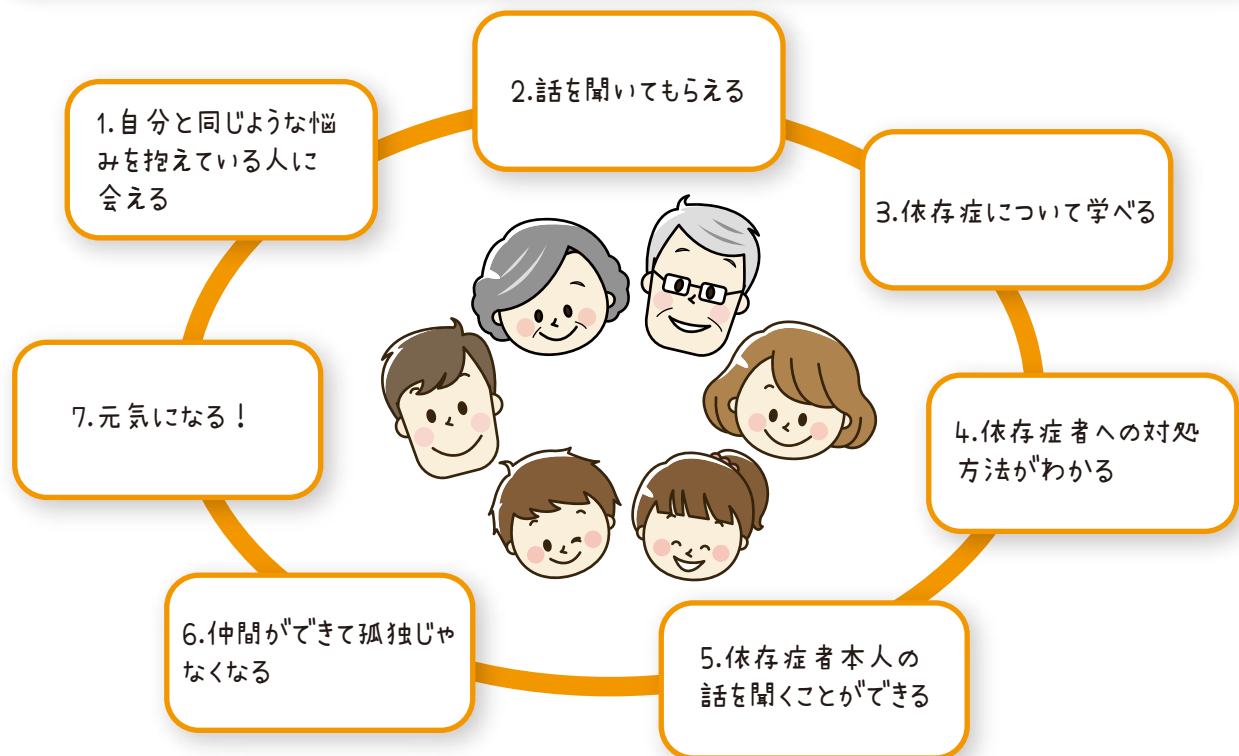 1.自分と同じような悩
みを抱えている人に
会える
2.話を聞いてもらえる
3.依存症について学べる
4.依存症者への対処
方法がわかる
5.依存症者本人の
話を聞くことができる
6.仲間ができて孤独じゃ
なくなる
7.元気になる！